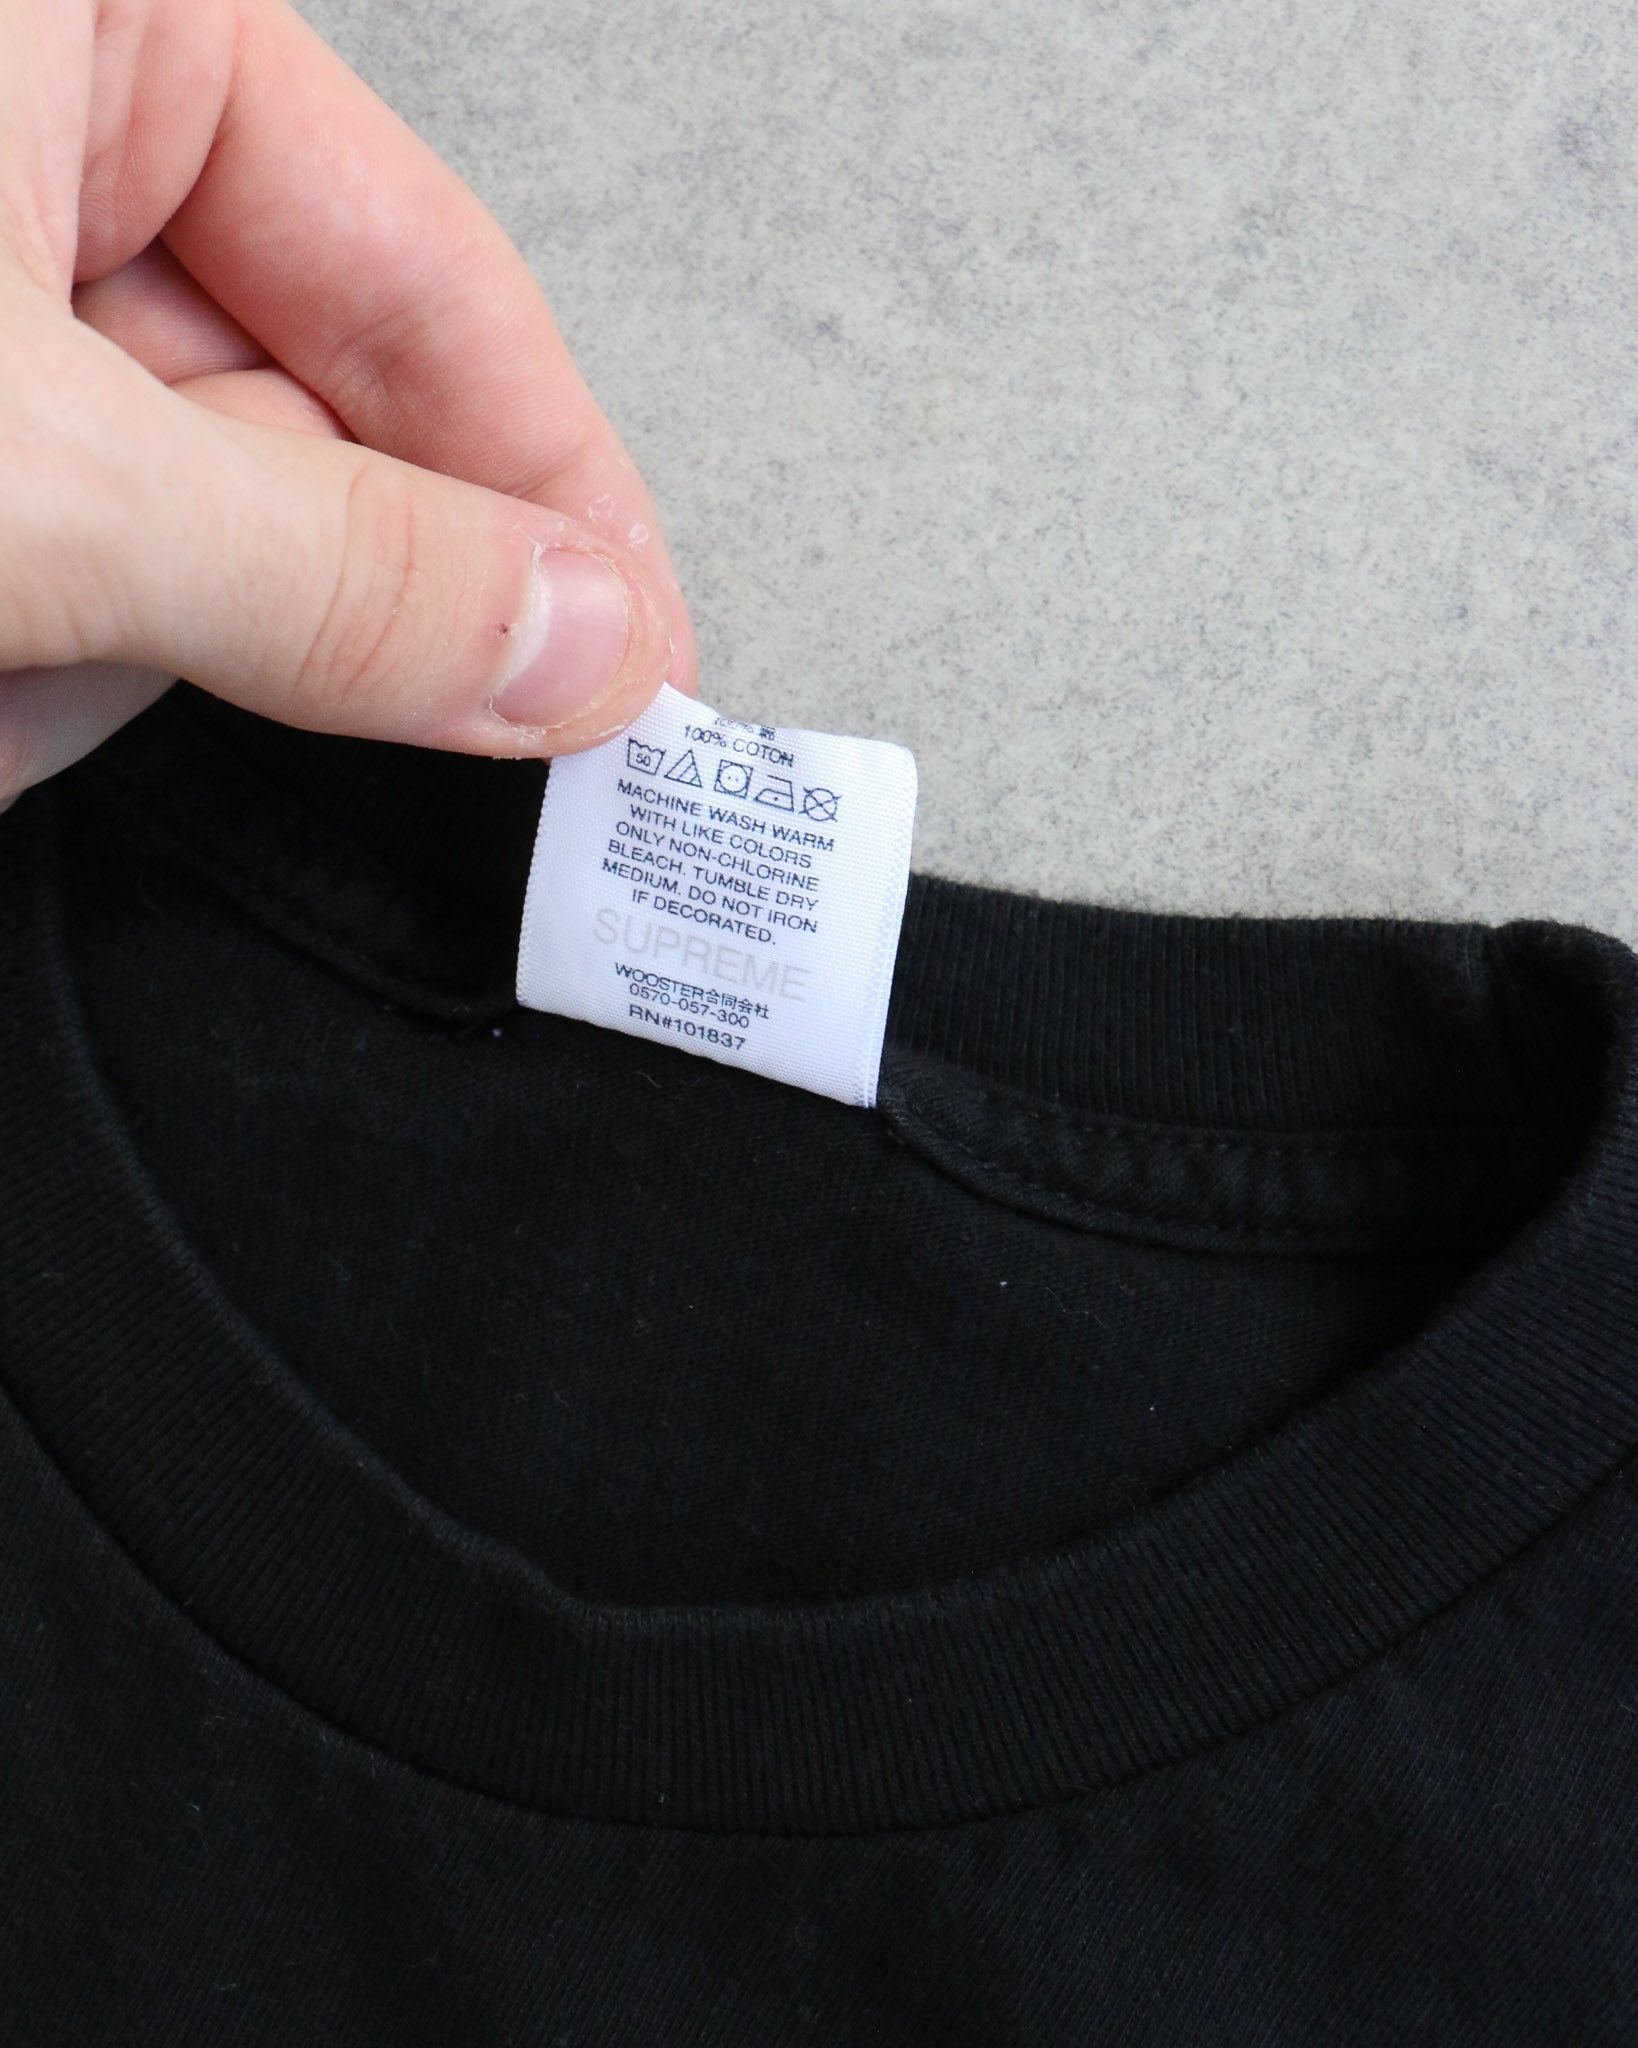 100% COTON
50
MACHINE WASH WARM
WITH LIKE COLORS
ONLY NON-CHLORINE
BLEACH. TUMBLE DRY
MEDIUM. DO NOT IRON
IF DECORATED.
SUPREME
WOOSTER合同会社
0570-057-300
RN#101837